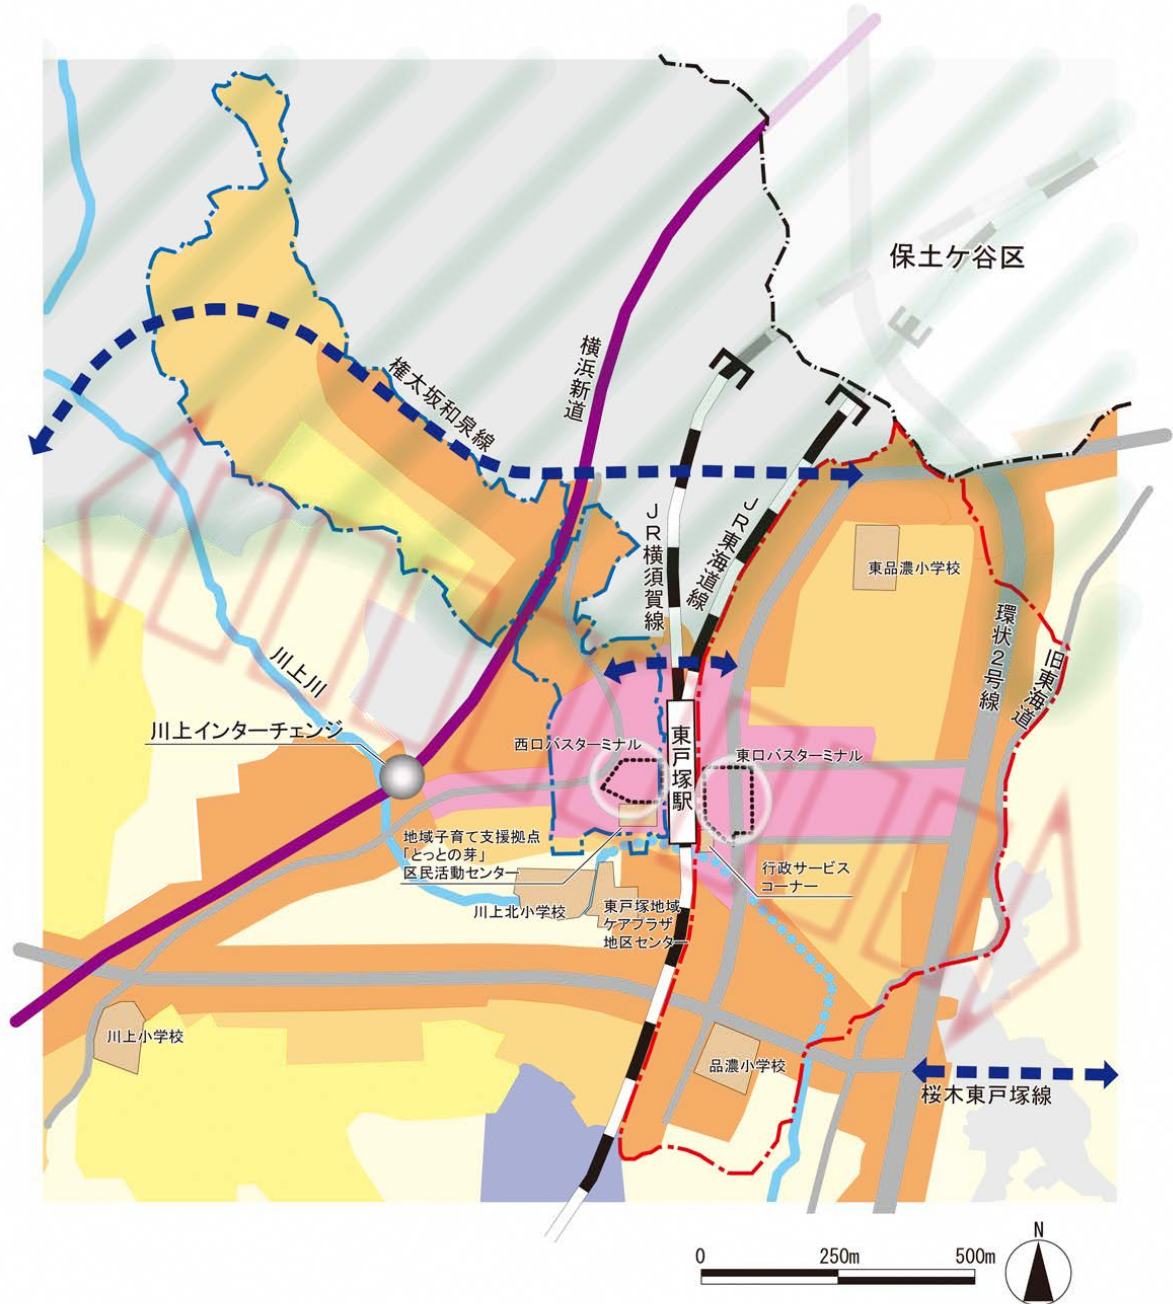 保土ケ谷区
横浜新道
権太坂和泉線
JR横須賀線
JR東海道線
東品濃小学校
環状2号線
旧東海道
川上川
川上インターチェンジ
西口バスターミナル
東戸塚駅
東口バスターミナル
地域子育て支援拠点
「とっとの芽」
区民活動センター
行政サービス
コーナー
川上北小学校
東戸塚地域
ケアプラザ
地区センター
川上小学校
品濃小学校
桜木東戸塚線
0 250m 500m
N